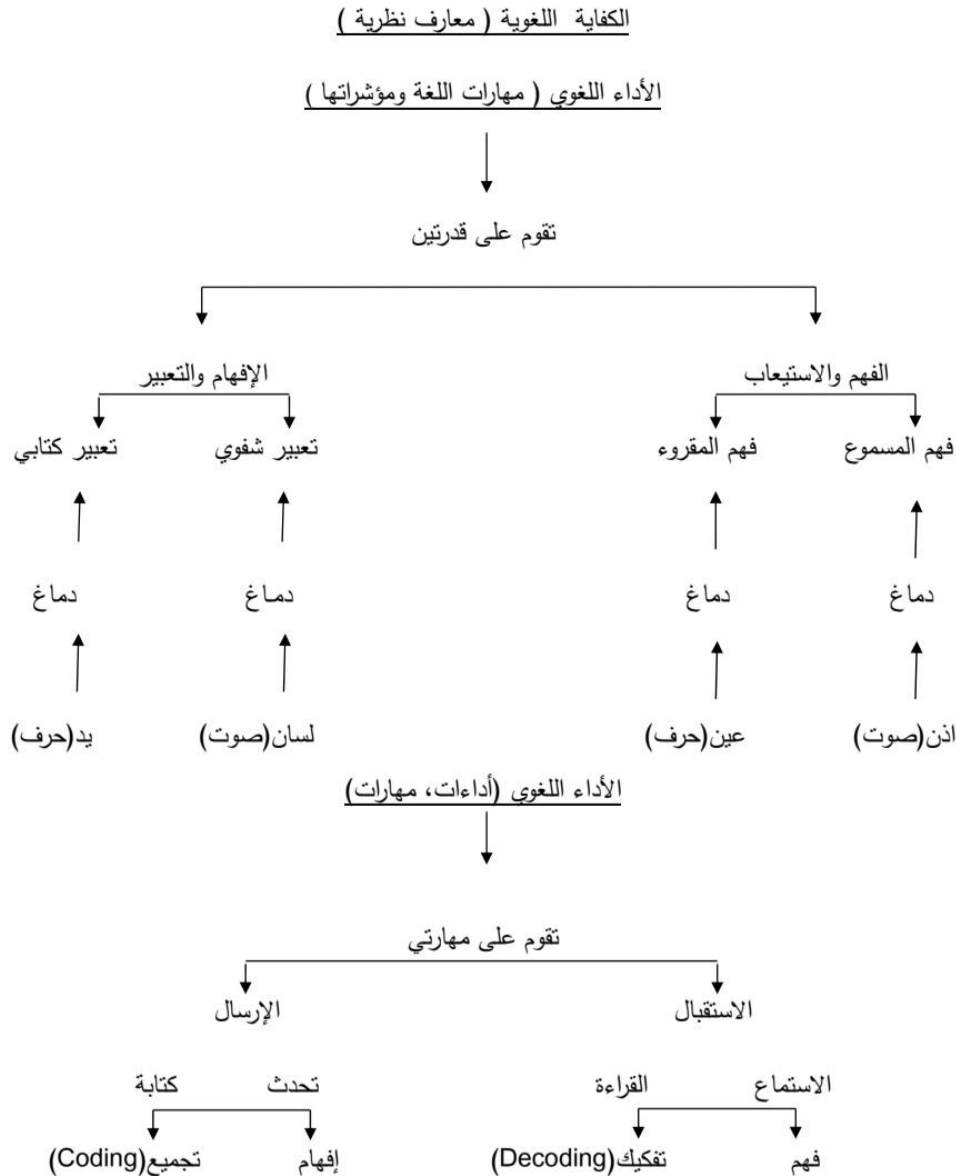 الكفاية اللغوية ( معارف نظرية )
الأداء اللغوي ( مهارات اللغة ومؤشراتها )
تقوم على قدرتين
الفهم والاستيعاب الإفهام والتعبير
فهم المسموع فهم المقروء تعبير شفوي تعبير كتابي
دماغ دماغ دماغ دماغ
اذن(صوت) عين(حرف) لسان(صوت) يد(حرف)
الأداء اللغوي (أداءات، مهارات)
تقوم على مهارتي
الاستقبال الإرسال
الاستماع القراءة تحدث كتابة
فهم تفكيك(Decoding) إفهام تجميع(Coding)